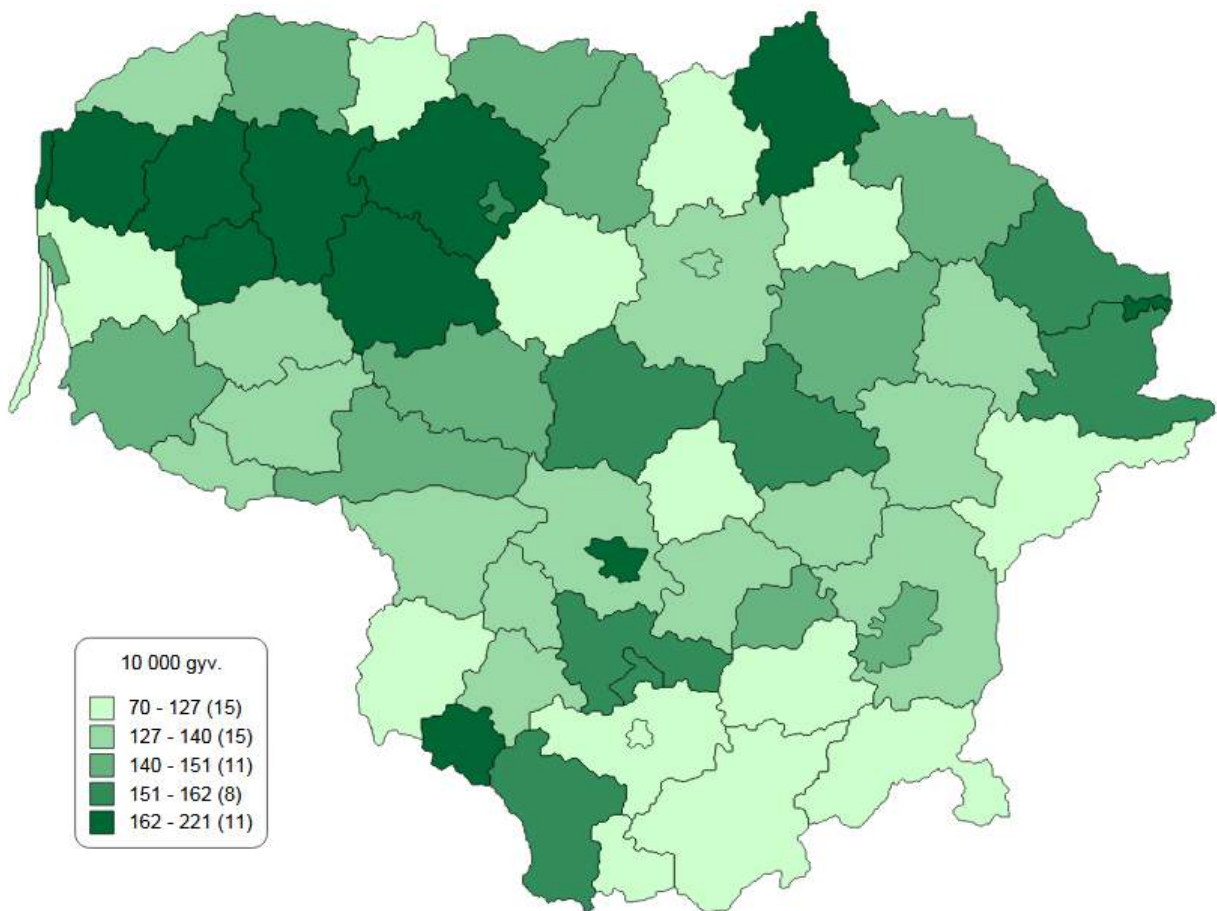 10 000 gyv.
70 - 127 (15)
127 - 140 (15)
140 - 151 (11)
151 - 162 (8)
162 - 221 (11)